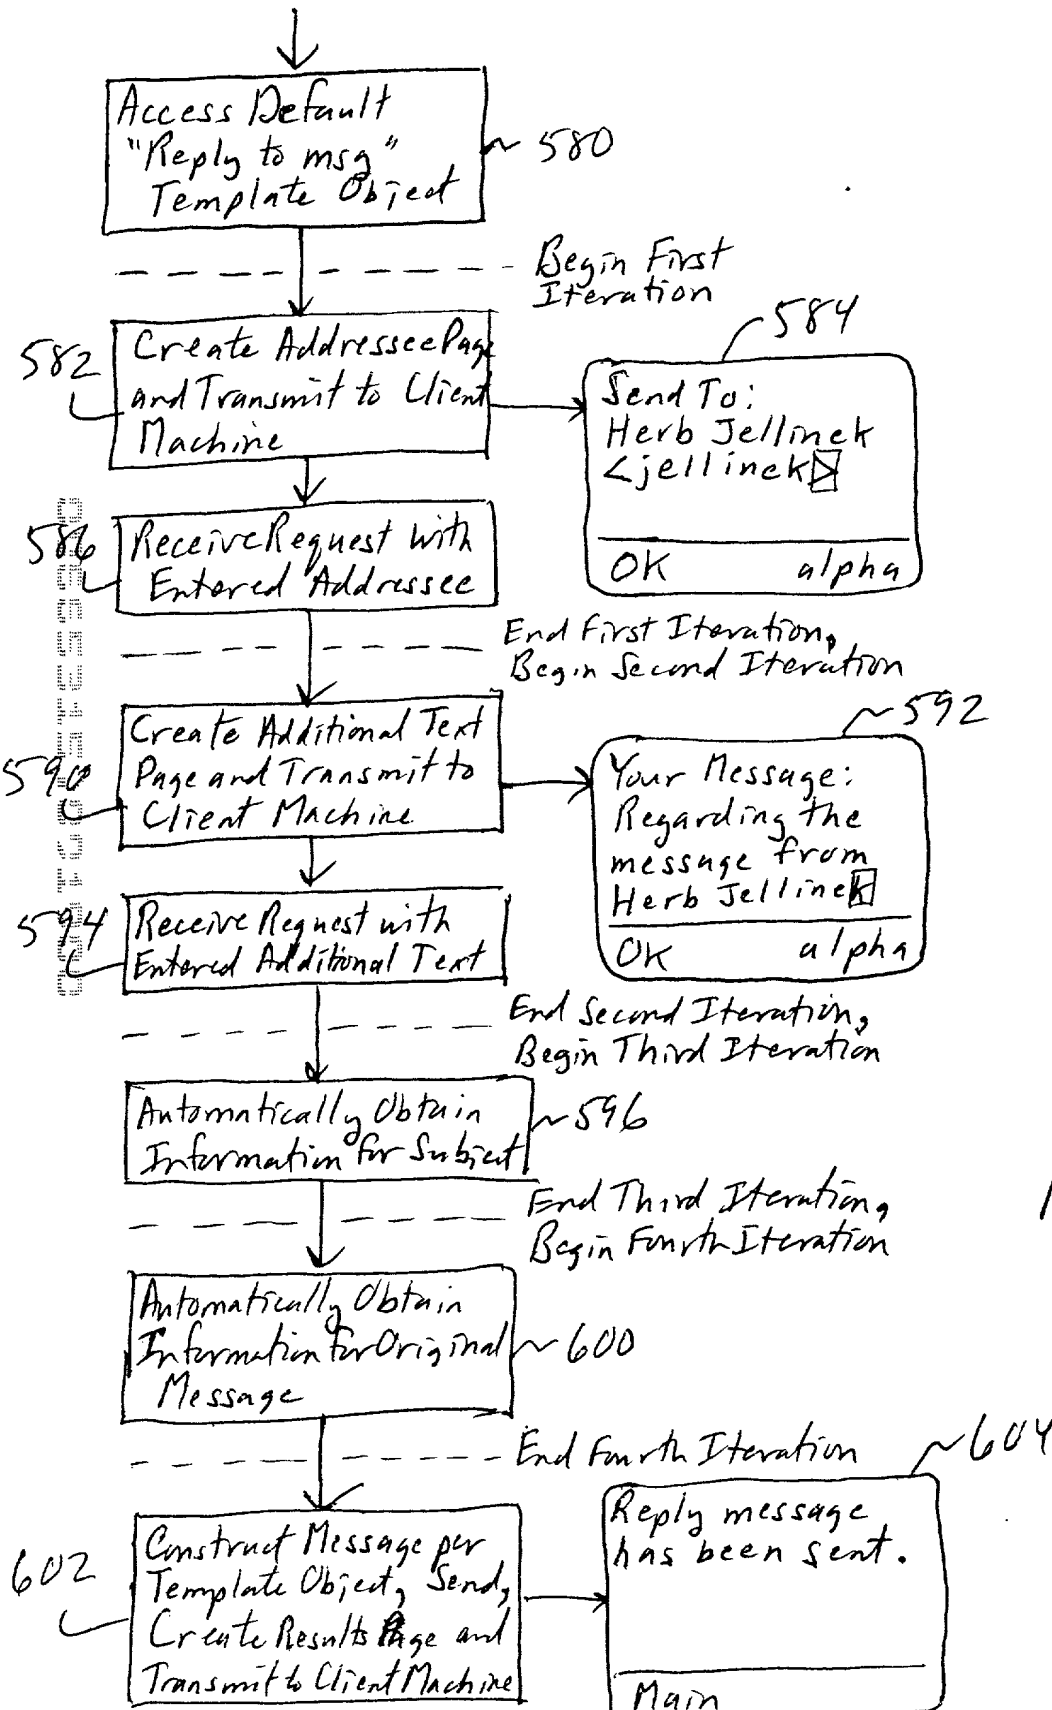 Access Default
"Reply to msg"
Template Object
~ 580
Begin First
Iteration
582
Create Addressee Page
and Transmit to Client
Machine
584
Send To:
Herb Jellinek
<jellinek>
OK alpha
586
Receive Request with
Entered Addressee
End First Iteration,
Begin Second Iteration
590
Create Additional Text
Page and Transmit to
Client Machine
~592
Your Message:
Regarding the
message from
Herb Jellinek
OK alpha
594
Receive Request with
Entered Additional Text
End Second Iteration,
Begin Third Iteration
Automatically Obtain
Information for Subject
~596
End Third Iteration,
Begin Fourth Iteration
Automatically Obtain
Information for Original
Message
~ 600
End Fourth Iteration
602
Construct Message per
Template Object, Send,
Create Results Page and
Transmit to Client Machine
~604
Reply message
has been sent.
Main